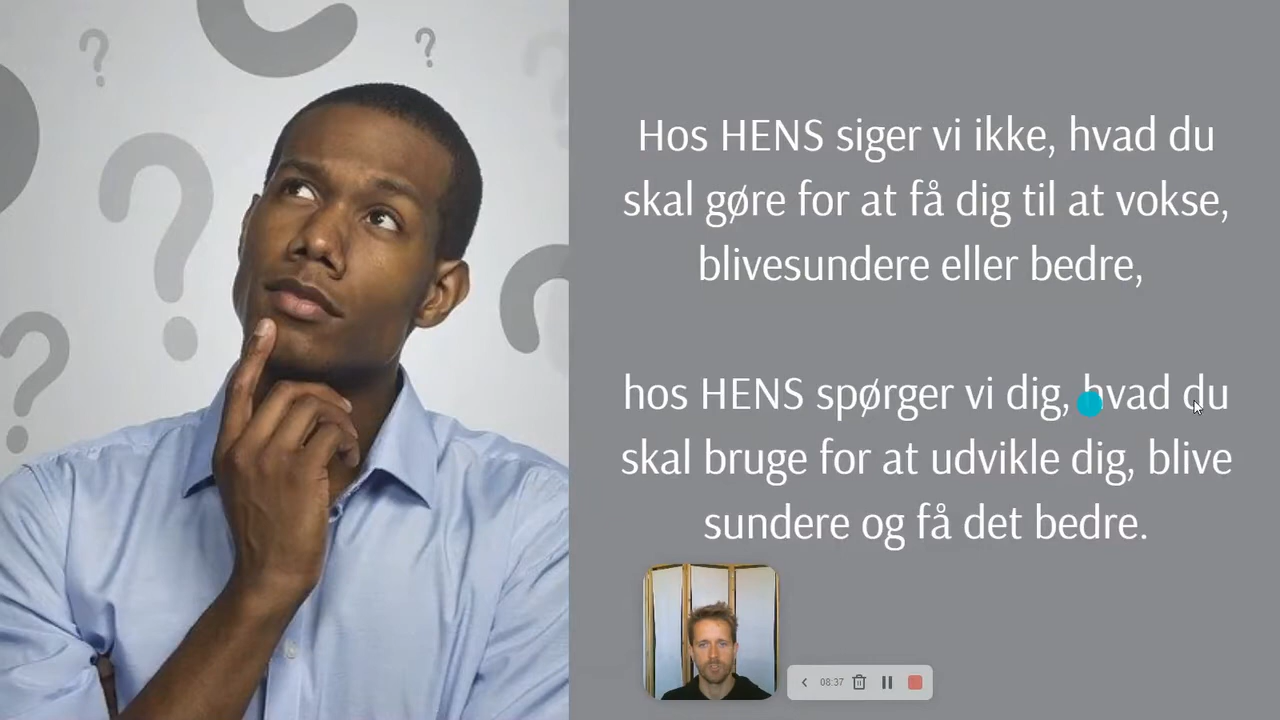 Hos HENS siger vi ikke, hvad du
skal gøre for at få dig til at vokse,
blivesundere eller bedre,
hos HENS spørger vi dig, hvad du
skal bruge for at udvikle dig, blive
sundere og få det bedre.
08:37